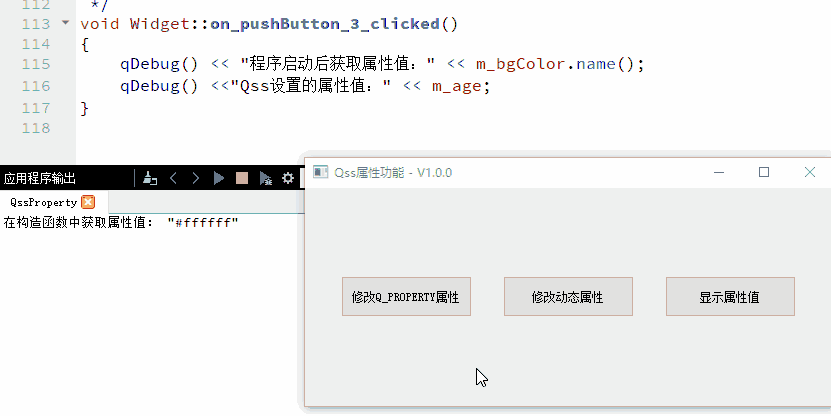 112 */
113 void Widget::on_pushButton_3_clicked()
114 {
115 qDebug() << "程序启动后获取属性值：" << m_bgColor.name();
116 qDebug() <<"Qss设置的属性值：" << m_age;
117 }
118
应用程序输出
QssProperty
在构造函数中获取属性值： "#ffffff"
Qss属性功能 - V1.0.0
修改Q_PROPERTY属性
修改动态属性
显示属性值